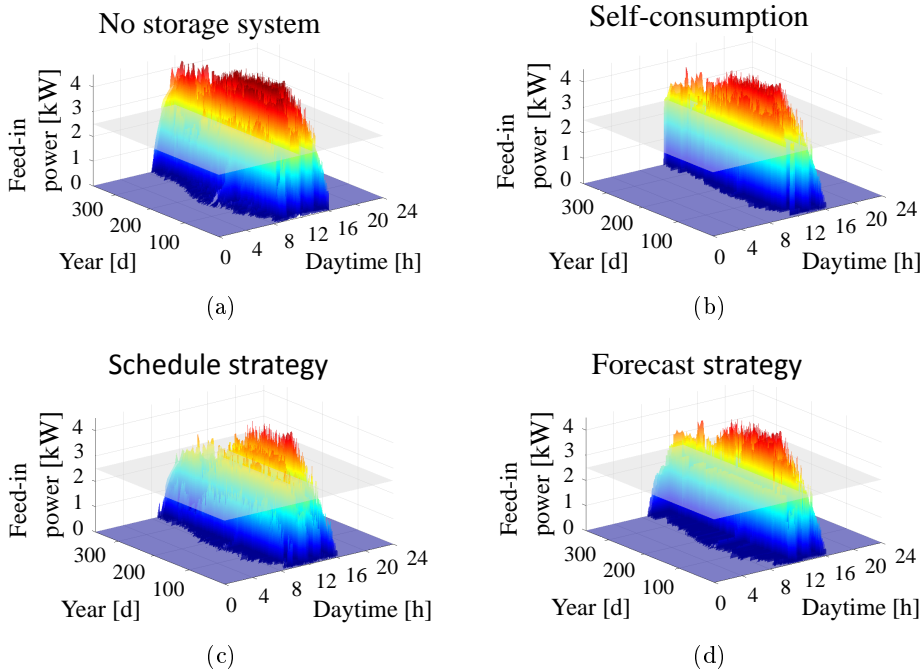 No storage system
Feed-in
power [kW]
4
3
2
1
0
300
200
100
Year [d]
0
4
8
12
16
20
24
Daytime [h]
(a)
Self-consumption
Feed-in
power [kW]
4
3
2
1
0
300
200
100
Year [d]
0
4
8
12
16
20
24
Daytime [h]
(b)
Schedule strategy
Feed-in
power [kW]
4
3
2
1
0
300
200
100
Year [d]
0
4
8
12
16
20
24
Daytime [h]
(c)
Forecast strategy
Feed-in
power [kW]
4
3
2
1
0
300
200
100
Year [d]
0
4
8
12
16
20
24
Daytime [h]
(d)